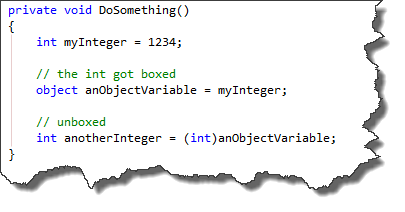 private void DoSomething()
{
    int myInteger = 1234;

    // the int got boxed
    object anObjectVariable = myInteger;

    // unboxed
    int anotherInteger = (int)anObjectVariable;
}